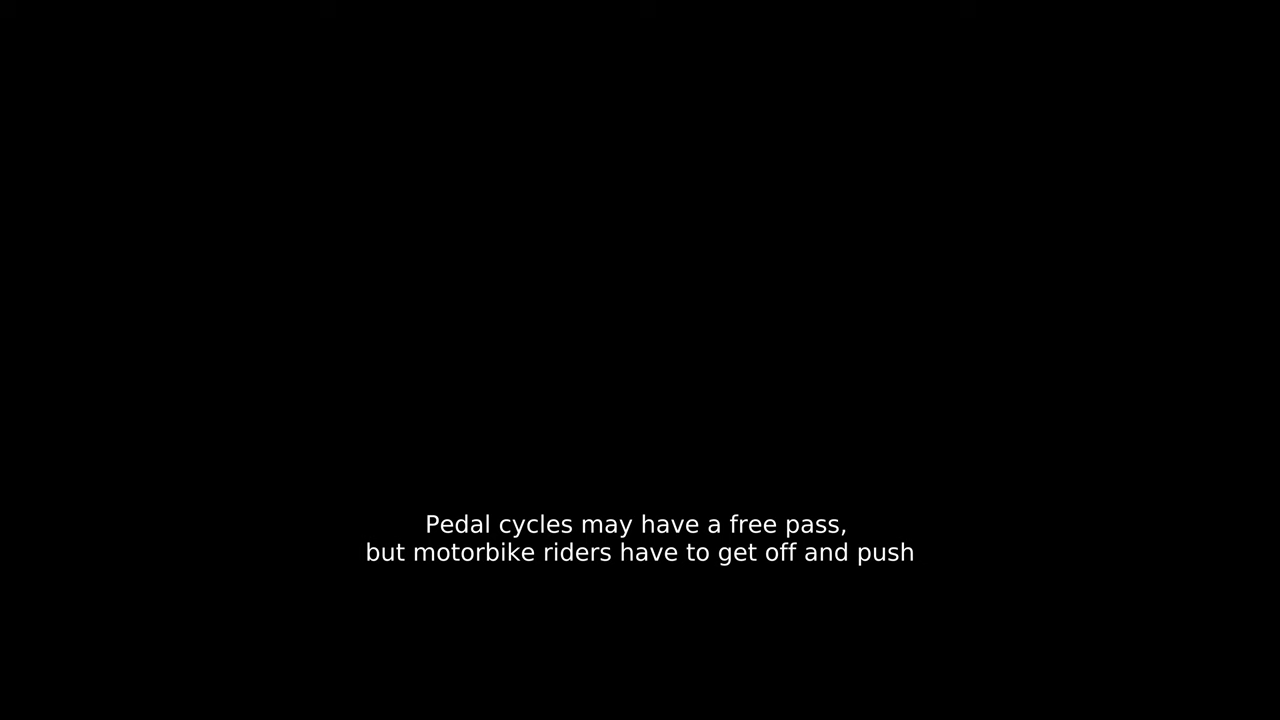 Pedal cycles may have a free pass,
but motorbike riders have to get off and push